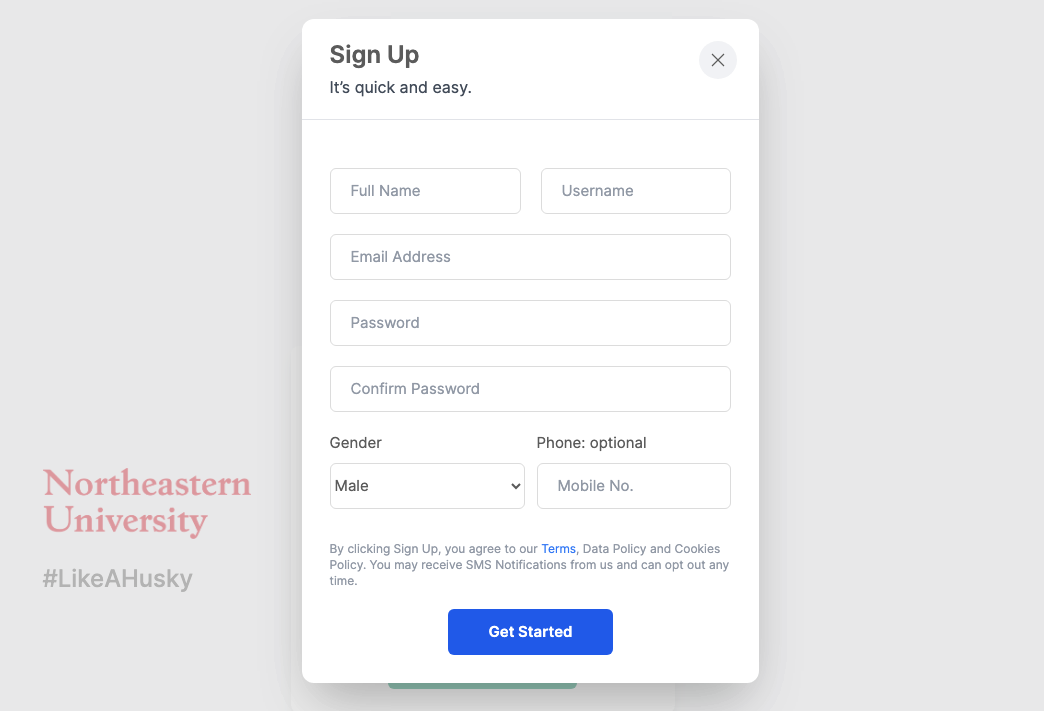 Sign Up
It's quick and easy.
Full Name
Username
Email Address
Password
Confirm Password
Gender
Phone: optional
Male
Mobile No.
By clicking Sign Up, you agree to our Terms, Data Policy and Cookies
Policy. You may receive SMS Notifications from us and can opt out any
time.
Get Started
Northeastern
University
#LikeAHusky